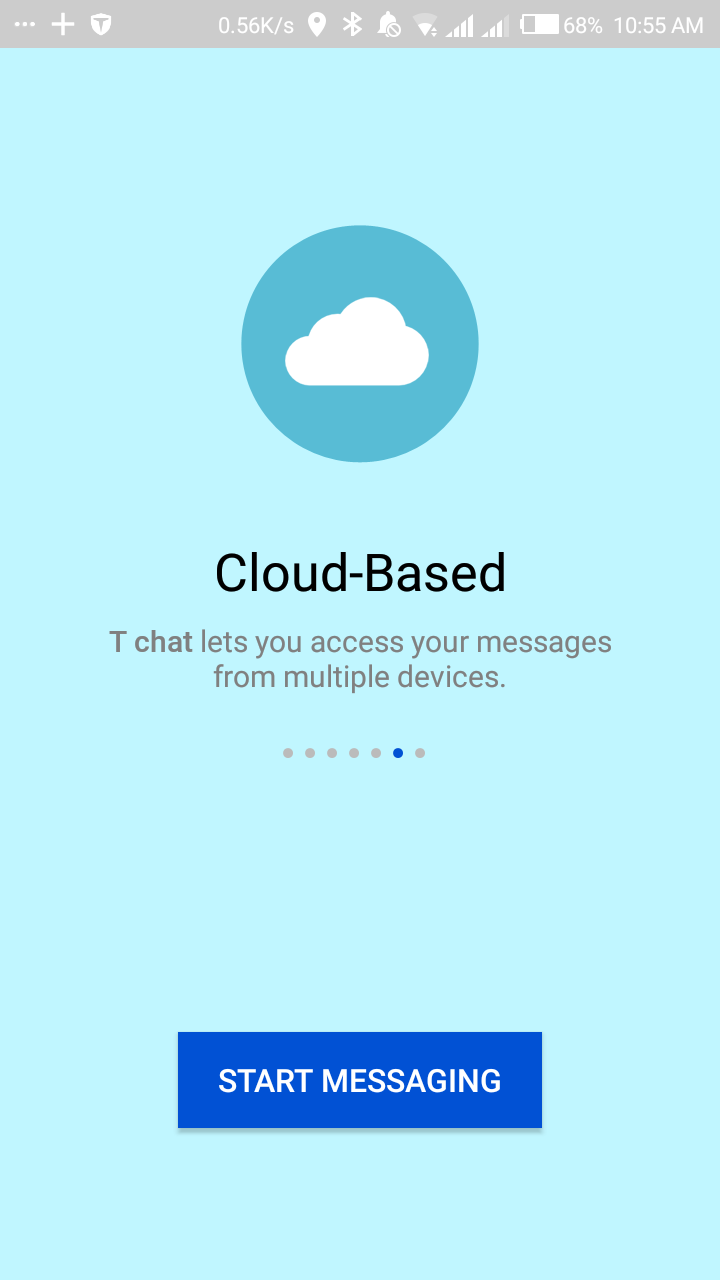 0.56K/s 68% 10:55 AM
Cloud-Based
T chat lets you access your messages
from multiple devices.
START MESSAGING